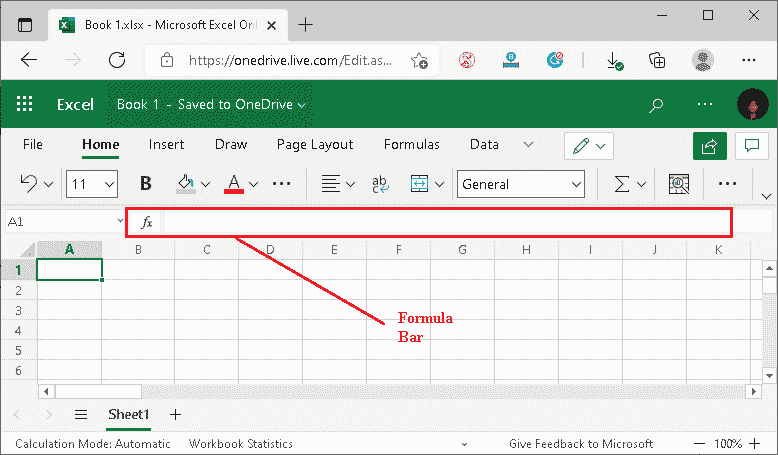 Book 1.xlsx - Microsoft Excel Onl
https://onedrive.live.com/Edit.as...
Excel Book 1 - Saved to OneDrive
File Home Insert Draw Page Layout Formulas Data
11 B A ... ab c General Σ ...
A1 fx
A B C D E F G H I J K
1
2
3
4
5
6
Formula
Bar
Sheet1 +
Calculation Mode: Automatic Workbook Statistics Give Feedback to Microsoft - 100% +